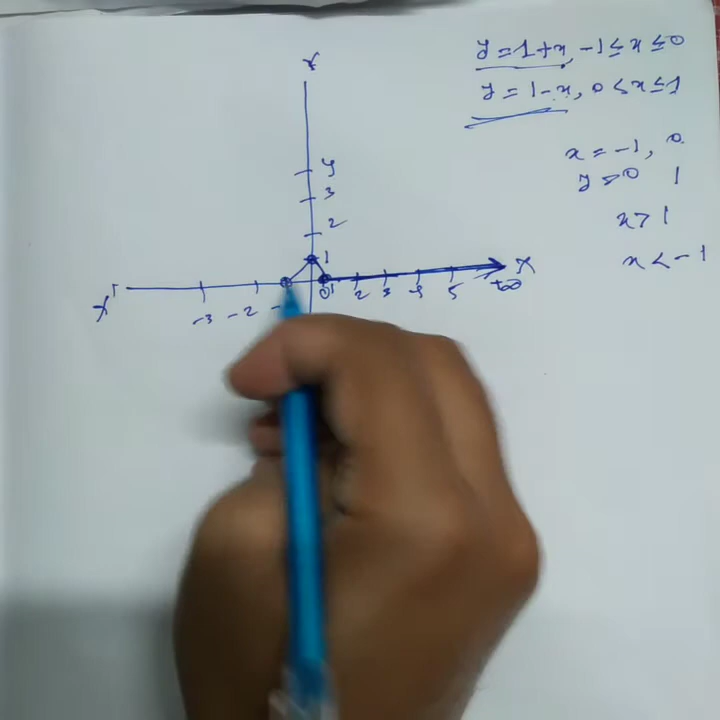 y = 1+x, -1 ≤ x ≤ 0
y = 1-x, 0 < x ≤ 1
x = -1, 0
y = 0 1
x > 1
x < -1
Y
4
3
2
1
X' -3 -2 0 1 2 3 4 5 +∞ X